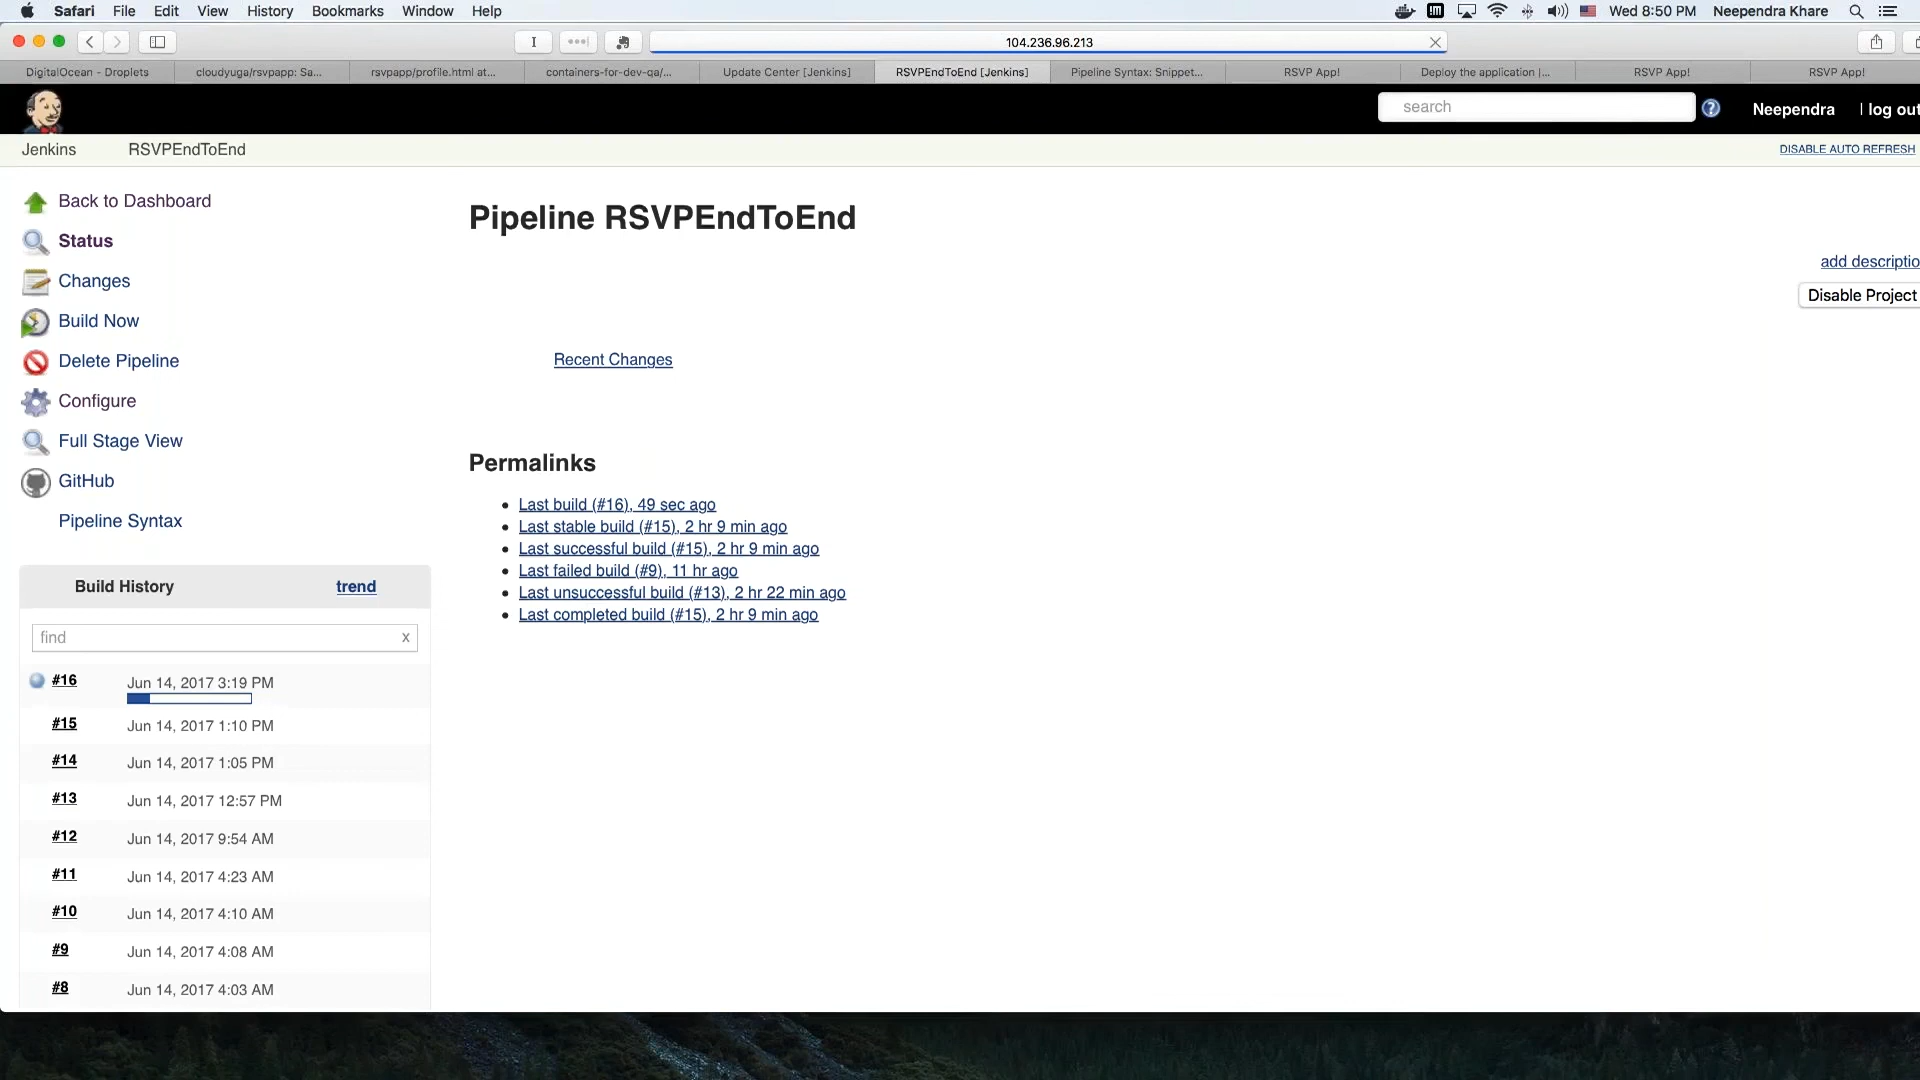 Safari File Edit View History Bookmarks Window Help Wed 8:50 PM Neependra Khare
104.236.96.213
DigitalOcean - Droplets cloudyuga/rsvpapp: Sa... rsvpapp/profile.html at... containers-for-dev-qa/... Update Center [Jenkins] RSVPEndToEnd [Jenkins] Pipeline Syntax: Snippet... RSVP App! Deploy the application |... RSVP App! RSVP App!
search ? Neependra | log out
Jenkins RSVPEndToEnd DISABLE AUTO REFRESH
Back to Dashboard
Status
Changes
Build Now
Delete Pipeline
Configure
Full Stage View
GitHub
Pipeline Syntax
Pipeline RSVPEndToEnd
add descriptio
Disable Project
Recent Changes
Permalinks
Last build (#16), 49 sec ago
Last stable build (#15), 2 hr 9 min ago
Last successful build (#15), 2 hr 9 min ago
Last failed build (#9), 11 hr ago
Last unsuccessful build (#13), 2 hr 22 min ago
Last completed build (#15), 2 hr 9 min ago
Build History trend
find x
#16 Jun 14, 2017 3:19 PM
#15 Jun 14, 2017 1:10 PM
#14 Jun 14, 2017 1:05 PM
#13 Jun 14, 2017 12:57 PM
#12 Jun 14, 2017 9:54 AM
#11 Jun 14, 2017 4:23 AM
#10 Jun 14, 2017 4:10 AM
#9 Jun 14, 2017 4:08 AM
#8 Jun 14, 2017 4:03 AM